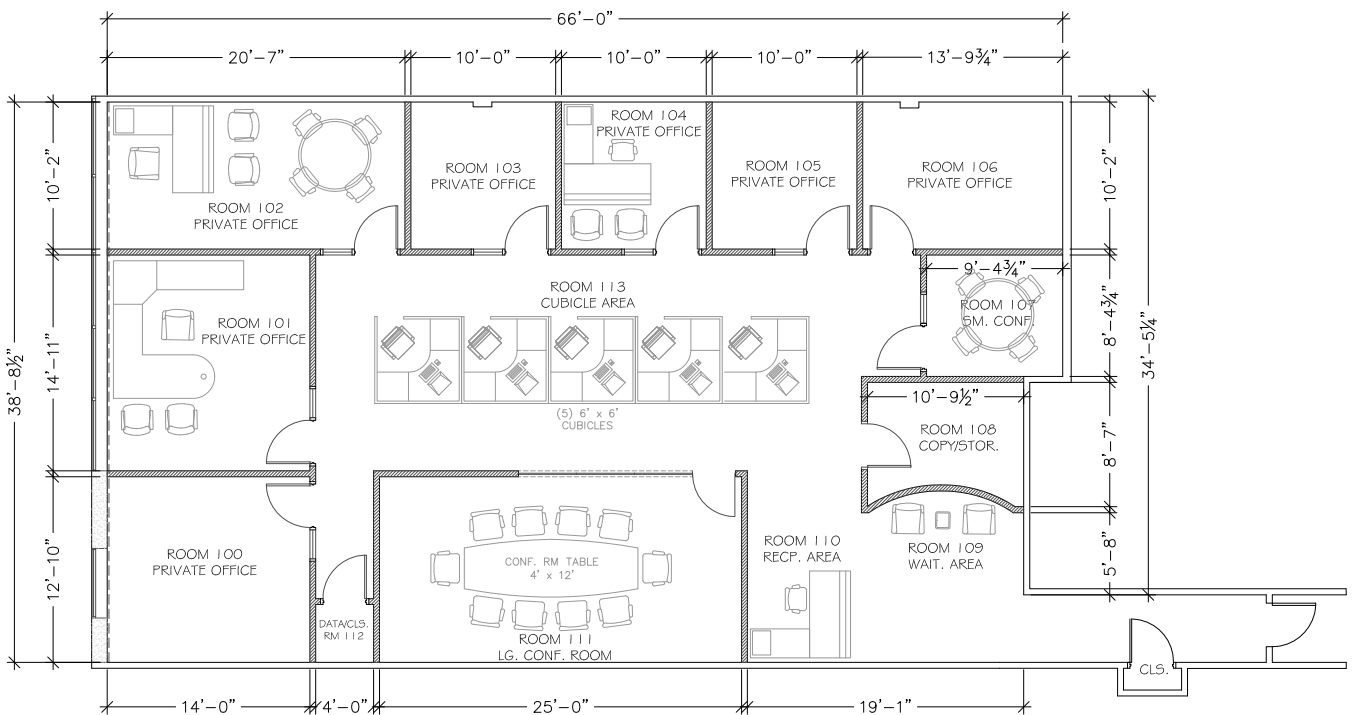 66'-0"
20'-7"
10'-0"
10'-0"
10'-0"
13'-9¾"
ROOM 104
PRIVATE OFFICE
ROOM 103
PRIVATE OFFICE
ROOM 105
PRIVATE OFFICE
ROOM 106
PRIVATE OFFICE
ROOM 102
PRIVATE OFFICE
10'-2"
10'-2"
9'-4¾"
ROOM 113
CUBICLE AREA
ROOM 107
SM. CONF.
ROOM 101
PRIVATE OFFICE
38'-8½"
14'-11"
8'-4¾"
34'-5¼"
10'-9½"
(5) 6' x 6'
CUBICLES
ROOM 108
COPY/STOR.
8'-7"
ROOM 100
PRIVATE OFFICE
12'-10"
CONF. RM TABLE
4' x 12'
ROOM 110
RECP. AREA
ROOM 109
WAIT. AREA
5'-8"
DATA/CLS.
RM 112
ROOM 111
LG. CONF. ROOM
CLS.
14'-0"
4'-0"
25'-0"
19'-1"